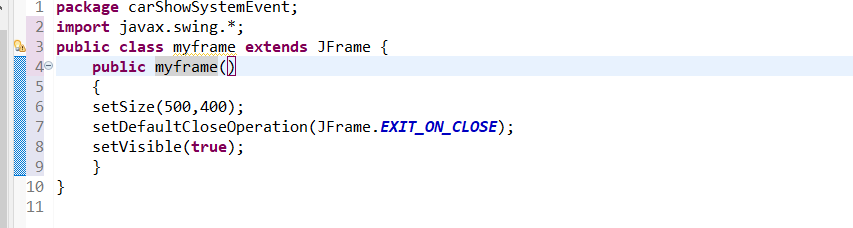 1 package carShowSystemEvent;
2 import javax.swing.*;
3 public class myframe extends JFrame {
4     public myframe()
5     {
6     setSize(500,400);
7     setDefaultCloseOperation(JFrame.EXIT_ON_CLOSE);
8     setVisible(true);
9     }
10 }
11